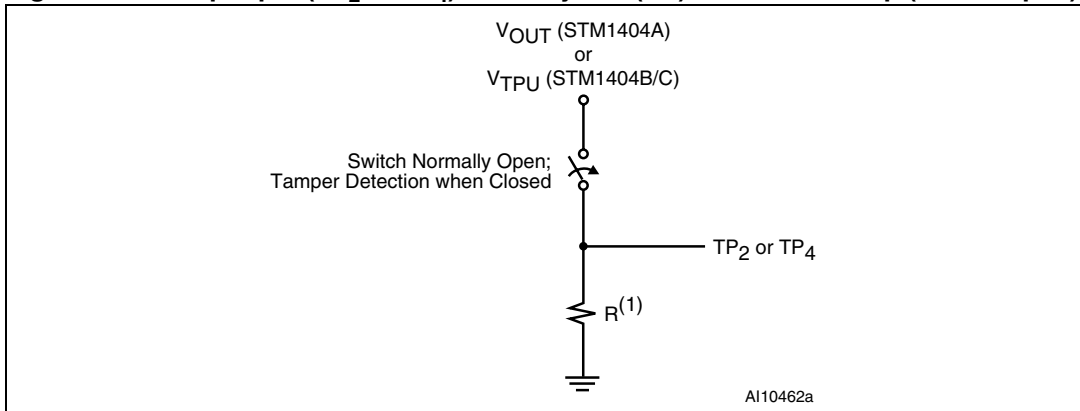 VOUT (STM1404A)
or
VTPU (STM1404B/C)
Switch Normally Open;
Tamper Detection when Closed
TP2 or TP4
R(1)
AI10462a